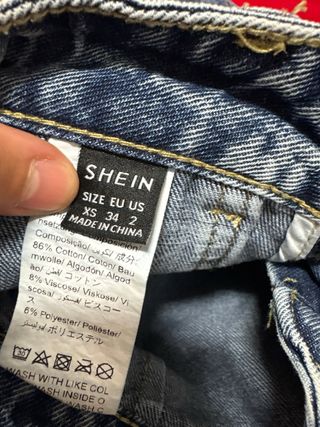 SHEIN
SIZE EU US
XS 34 2
MADE IN CHINA
Composição/
86% Cotton/ Coton/ Bau
mwolle/ Algodón/ Algod
ão/ コットン
8% Viscose/ Viskose/ Vi
scosa/ ビスコー
ス
6% Polyester/ Poliéster/
ポリエステル
WASH WITH LIKE COL
WASH INSIDE O